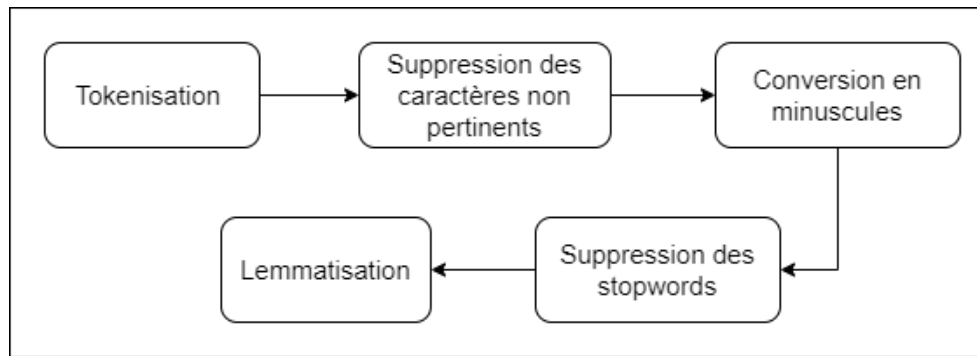 Tokenisation
Suppression des
caractères non
pertinents
Conversion en
minuscules
Suppression des
stopwords
Lemmatisation